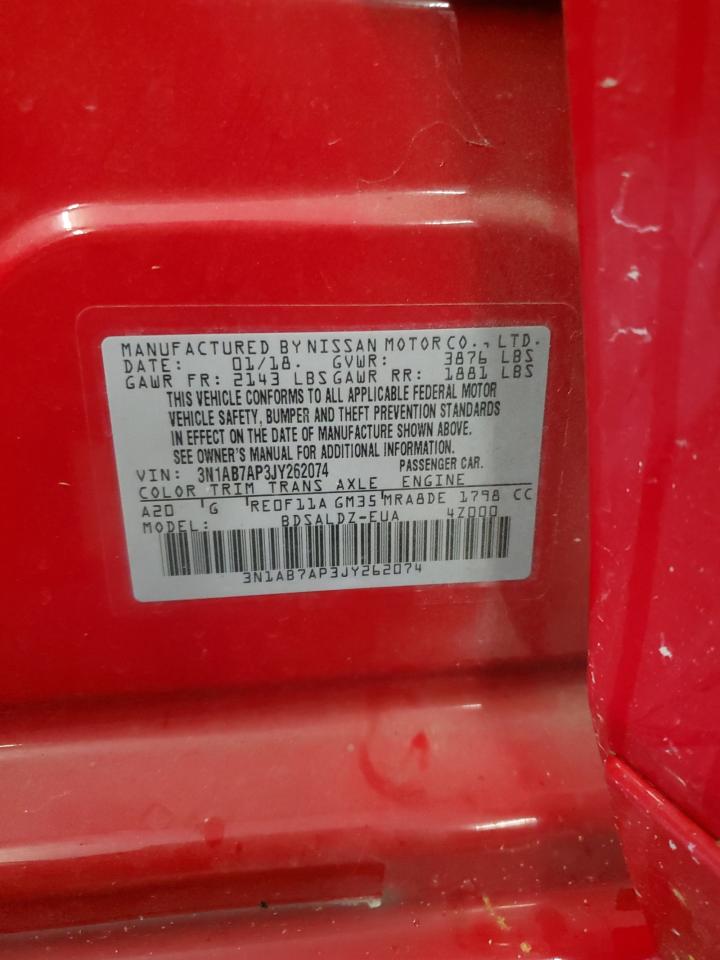 MANUFACTURED BY NISSAN MOTOR CO., LTD.
DATE: 01/18. GVWR: 3876 LBS
GAWR FR: 2143 LBS GAWR RR: 1881 LBS
THIS VEHICLE CONFORMS TO ALL APPLICABLE FEDERAL MOTOR
VEHICLE SAFETY, BUMPER AND THEFT PREVENTION STANDARDS
IN EFFECT ON THE DATE OF MANUFACTURE SHOWN ABOVE.
SEE OWNER'S MANUAL FOR ADDITIONAL INFORMATION.
VIN: 3N1AB7AP3JY262074 PASSENGER CAR.
COLOR TRIM TRANS AXLE ENGINE
A20 G RE0F11A GM35 MRA8DE 1798 CC
MODEL: BDSALDZ-EUA 4Z000
3N1AB7AP3JY262074